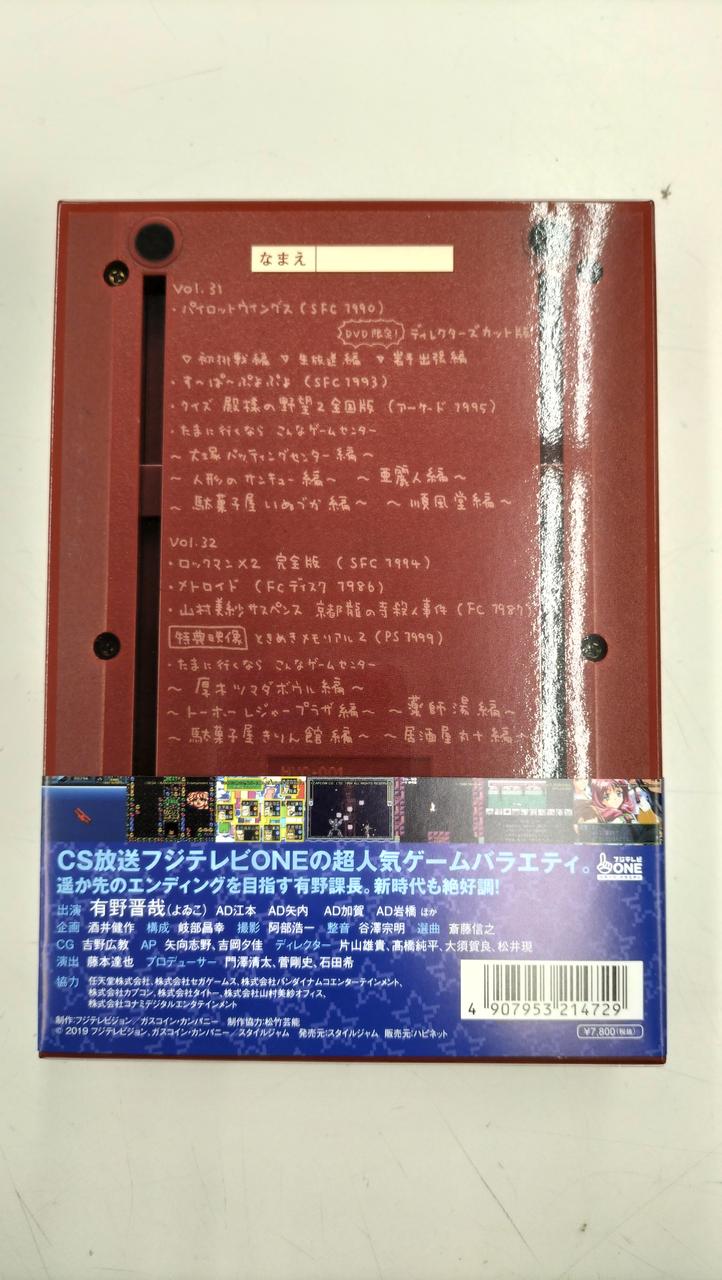 なまえ
Vol. 31
・パイロットウイングス (SFC 1990)
DVD限定! ディレクターズカット版
▽ 初挑戦編 ▽ 生放送編 ▽ 岩手出張編
・す〜ぱ〜ぷよぷよ (SFC 1993)
・クイズ 殿様の野望2 全国版 (アーケード 1995)
・たまに行くなら こんなゲームセンター
〜 大塚バッティングセンター編 〜
〜 人形のサンキュー編 〜 〜 亜麗人編 〜
〜 駄菓子屋いぬづか編 〜 〜 順風堂編 〜
Vol. 32
・ロックマンX2 完全版 (SFC 1994)
・メトロイド (FCディスク 1986)
・山村美紗サスペンス 京都龍の寺殺人事件 (FC 1987)
特典映像 ときめきメモリアル2 (PS 1999)
・たまに行くなら こんなゲームセンター
〜 厚木ツマダボウル編 〜
〜 トーホーレジャープラザ編 〜 〜 薬師湯編 〜
〜 駄菓子屋きりん館編 〜 〜 居酒屋丸十編 〜
CS放送フジテレビONEの超人気ゲームバラエティ。
フジテレビ
ONE
遥か先のエンディングを目指す有野課長。新時代も絶好調!
出演 有野晋哉(よゐこ) AD江本 AD矢内 AD加賀 AD岩橋 ほか
企画 酒井健作 構成 岐部昌幸 撮影 阿部浩一 整音 谷澤宗明 選曲 斎藤信之
CG 吉野広教 AP 矢向志野、吉岡夕佳 ディレクター 片山雄貴、髙橋純平、大須賀良、松井現
演出 藤本達也 プロデューサー 門澤清太、菅剛史、石田希
協力 任天堂株式会社、株式会社セガゲームス、株式会社バンダイナムコエンターテインメント、
株式会社カプコン、株式会社タイトー、株式会社山村美紗オフィス、
株式会社コナミデジタルエンタテインメント
制作:フジテレビジョン/ガスコイン・カンパニー 制作協力:松竹芸能
© 2019 フジテレビジョン、ガスコイン・カンパニー/スタイルジャム 発売元:スタイルジャム 販売元:ハピネット
4 907953 214729
¥7,800(税抜)